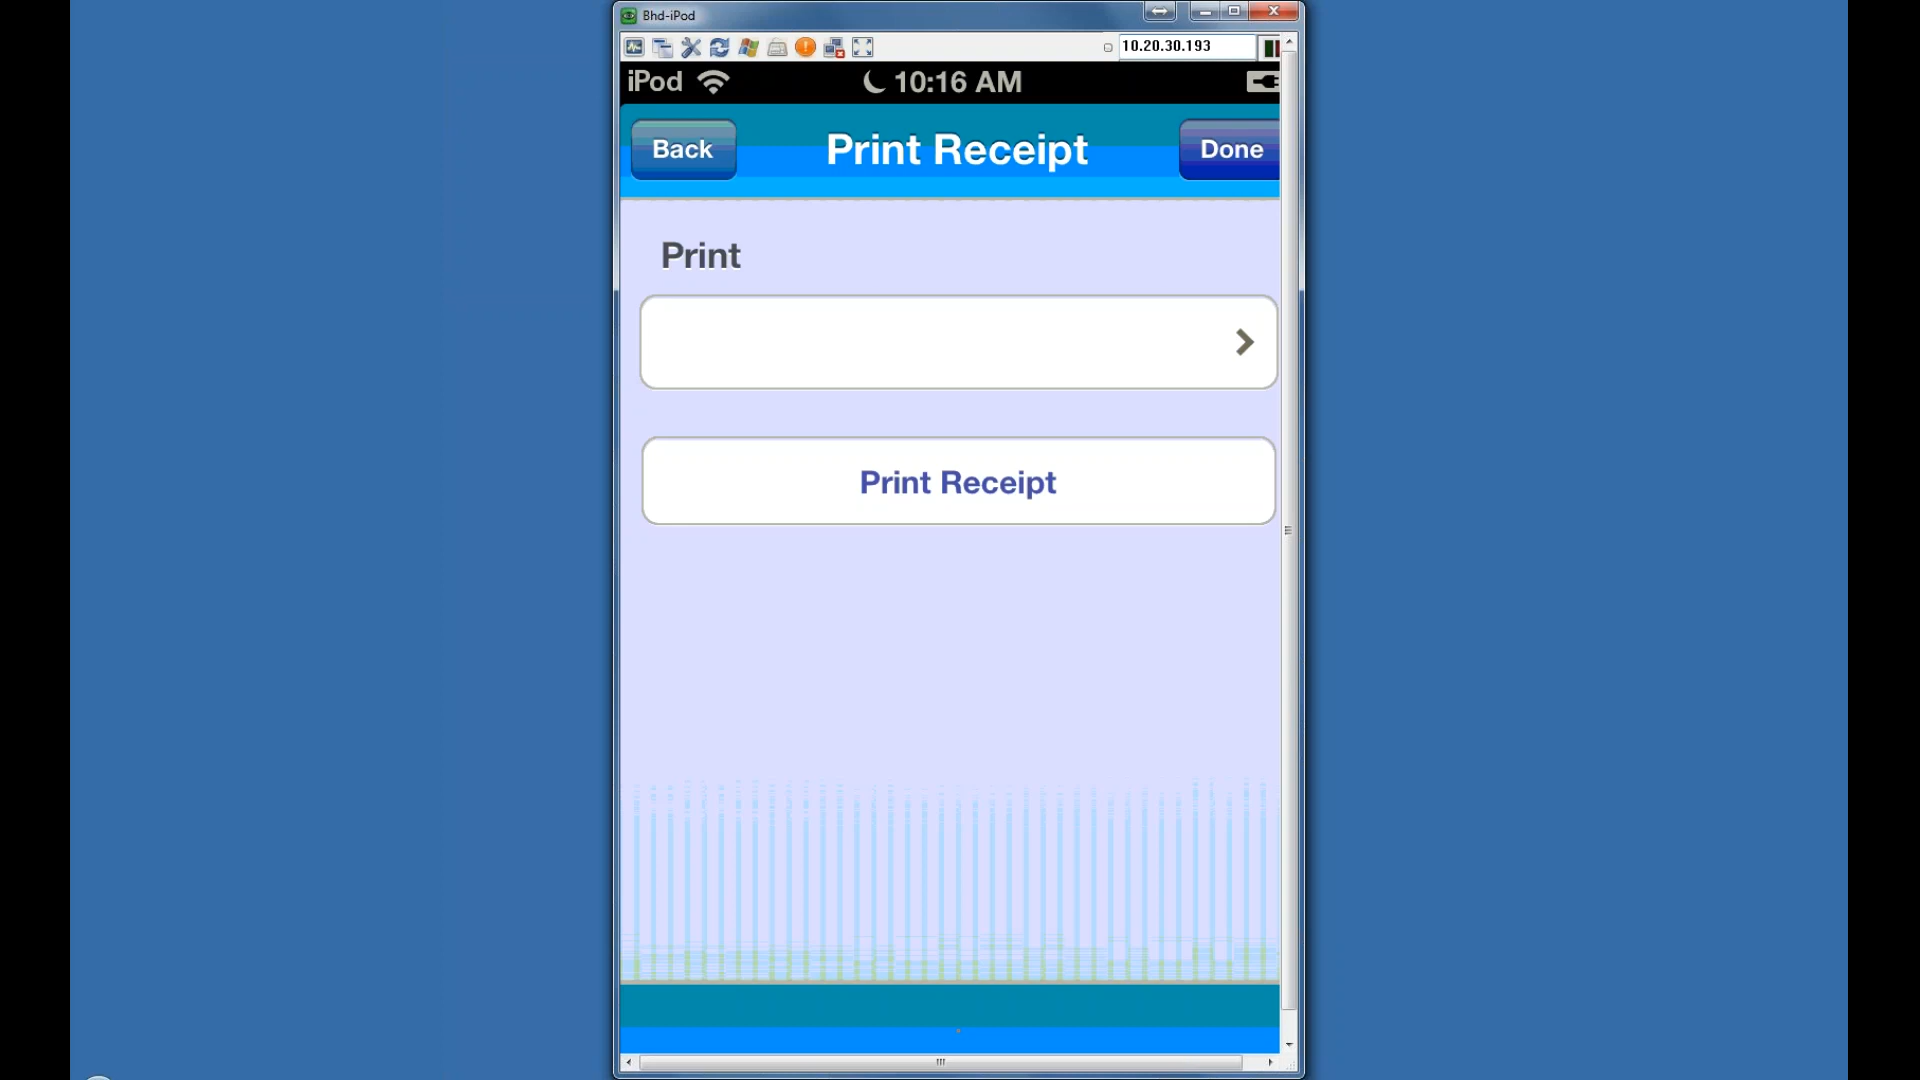 Bhd-iPod
10.20.30.193
iPod 10:16 AM
Back Print Receipt Done
Print
Print Receipt